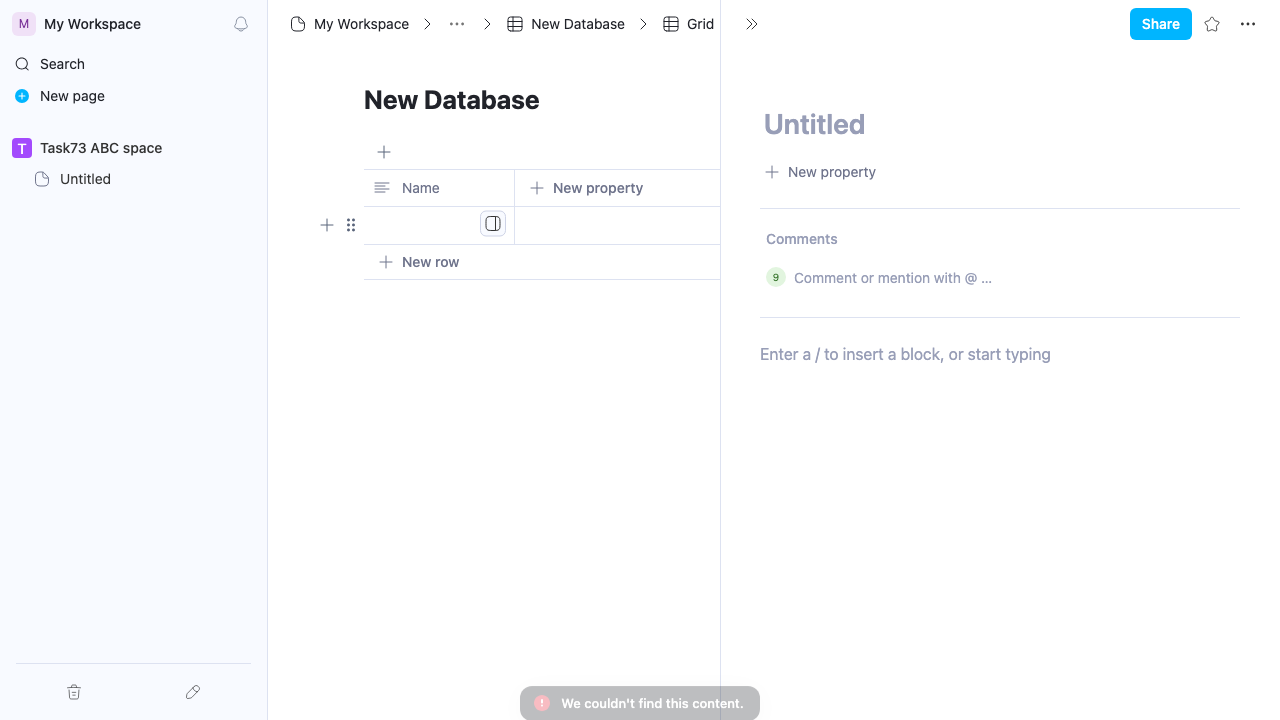 M My Workspace
Search
New page
T Task73 ABC space
Untitled
My Workspace
New Database
Grid
Share
New Database
Name
New property
New row
Untitled
New property
Comments
9 Comment or mention with @ ...
Enter a / to insert a block, or start typing
We couldn't find this content.